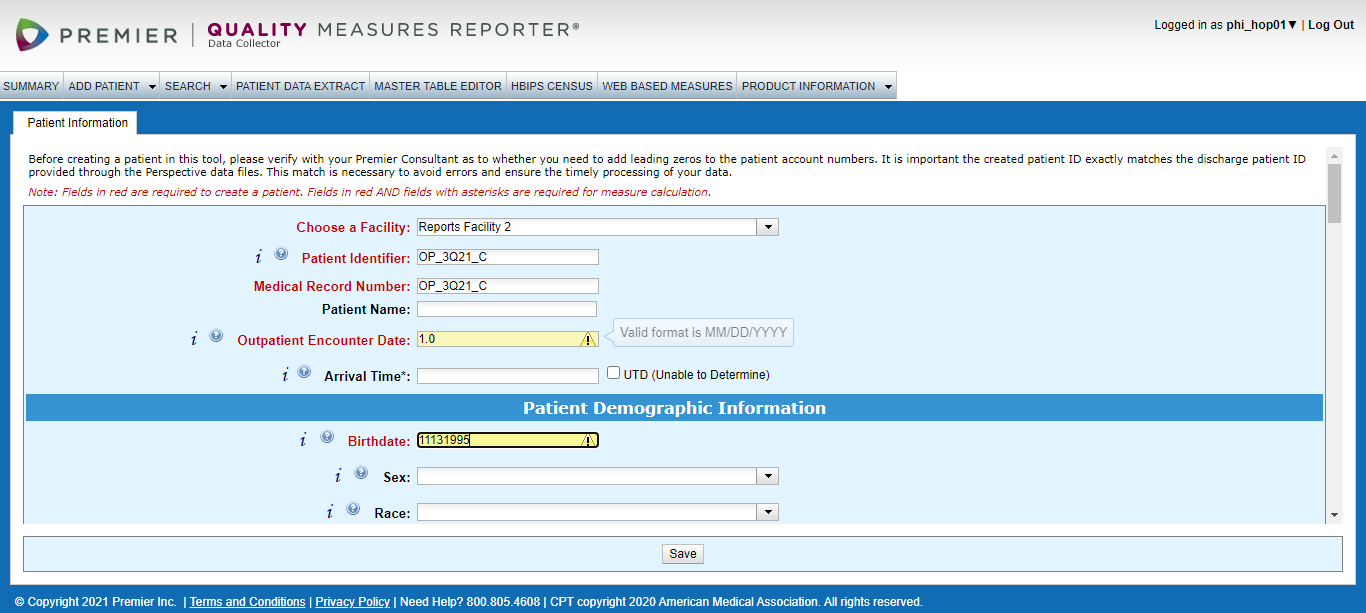 PREMIER | QUALITY MEASURES REPORTER®
Data Collector
Logged in as phi_hop01▼ | Log Out
SUMMARY ADD PATIENT SEARCH PATIENT DATA EXTRACT MASTER TABLE EDITOR HBIPS CENSUS WEB BASED MEASURES PRODUCT INFORMATION
Patient Information
Before creating a patient in this tool, please verify with your Premier Consultant as to whether you need to add leading zeros to the patient account numbers. It is important the created patient ID exactly matches the discharge patient ID
provided through the Perspective data files. This match is necessary to avoid errors and ensure the timely processing of your data.
Note: Fields in red are required to create a patient. Fields in red AND fields with asterisks are required for measure calculation.
Choose a Facility: Reports Facility 2
i ? Patient Identifier: OP_3Q21_C
Medical Record Number: OP_3Q21_C
Patient Name:
i ? Outpatient Encounter Date: 1.0 Valid format is MM/DD/YYYY
i ? Arrival Time*: UTD (Unable to Determine)
Patient Demographic Information
i ? Birthdate: 11131995
i ? Sex:
i ? Race:
Save
© Copyright 2021 Premier Inc. | Terms and Conditions | Privacy Policy | Need Help? 800.805.4608 | CPT copyright 2020 American Medical Association. All rights reserved.